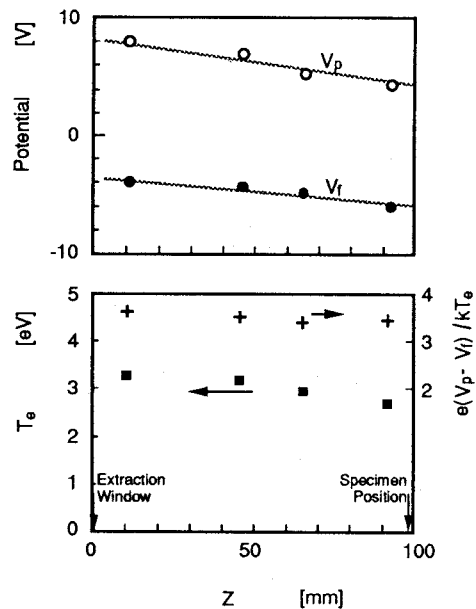 Potential [V]
10
0
-10
Vp
Vf
Te [eV]
5
4
3
2
1
0
4
3
2
e(Vp- Vf) / kTe
Extraction
Window
Specimen
Position
0
50
100
Z [mm]